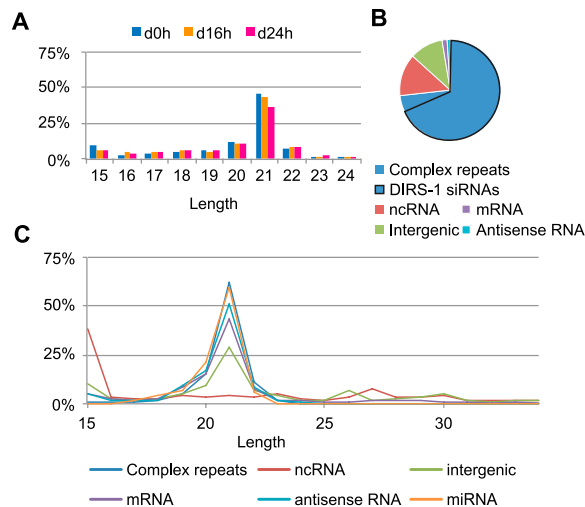 A
d0h d16h d24h
75%
50%
25%
0%
15 16 17 18 19 20 21 22 23 24
Length
B
Complex repeats
DIRS-1 siRNAs
ncRNA mRNA
Intergenic Antisense RNA
C
75%
50%
25%
0%
15 20 25 30
Length
Complex repeats ncRNA intergenic
mRNA antisense RNA miRNA